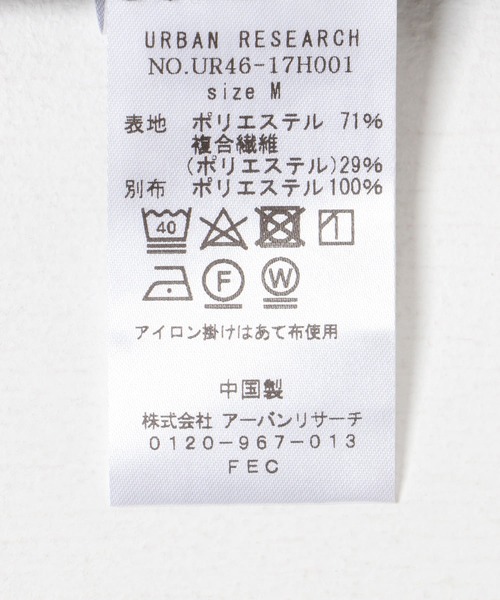 URBAN RESEARCH
NO.UR46-17H001
size M
表地 ポリエステル 71%
複合繊維
(ポリエステル)29%
別布 ポリエステル100%
40
F W
アイロン掛けはあて布使用
中国製
株式会社 アーバンリサーチ
0120-967-013
FEC